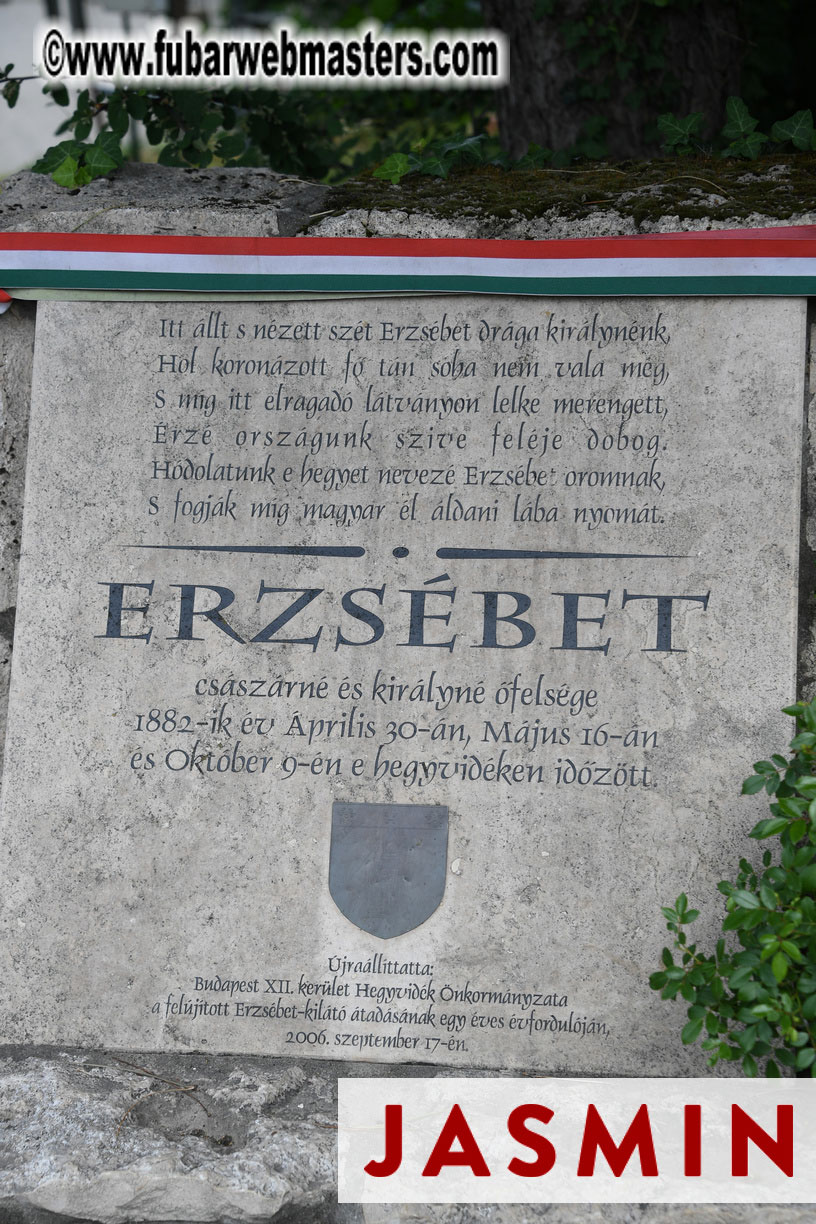 ©www.fubarwebmasters.com
Itt állt s nézett szét Erzsébet drága királynénk,
Hol koronázott fő tán soha nem vala még,
S míg itt elragadó látványon lelke merengett,
Érzé országunk szíve feléje dobog.
Hódolatunk e hegyet nevezé Erzsébet oromnak,
S fogják míg magyar él áldani lába nyomát.
ERZSÉBET
császárné és királyné őfelsége
1882-ik év Április 30-án, Május 16-án
és Október 9-én e hegyvidéken időzött.
Újraállíttatta:
Budapest XII. kerület Hegyvidék Önkormányzata
a felújított Erzsébet-kilátó átadásának egy éves évfordulóján,
2006. szeptember 17-én.
JASMIN